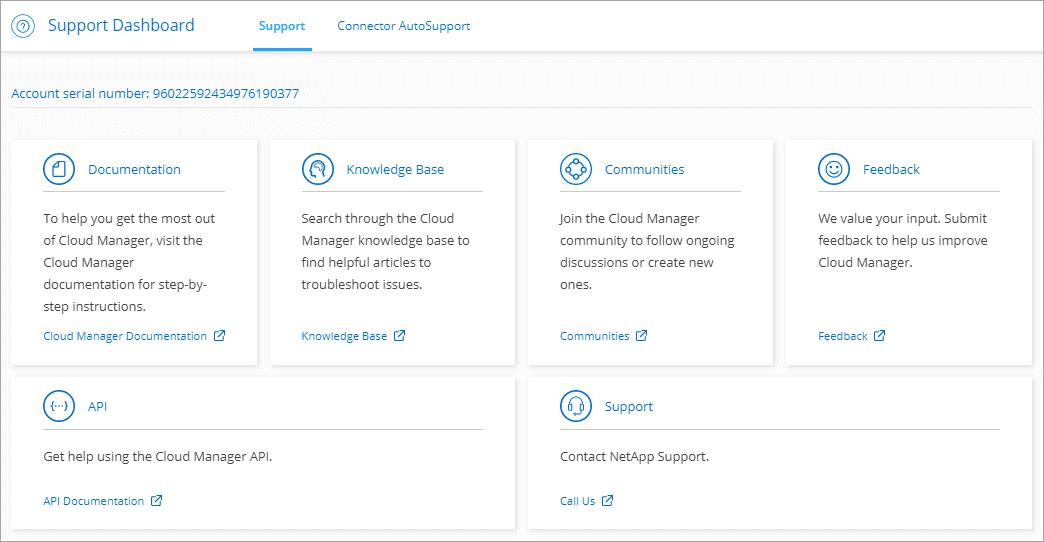 Support Dashboard
Support
Connector AutoSupport
Account serial number: 96022592434976190377
Documentation
To help you get the most out
of Cloud Manager, visit the
Cloud Manager
documentation for step-by-
step instructions.
Cloud Manager Documentation
Knowledge Base
Search through the Cloud
Manager knowledge base to
find helpful articles to
troubleshoot issues.
Knowledge Base
Communities
Join the Cloud Manager
community to follow ongoing
discussions or create new
ones.
Communities
Feedback
We value your input. Submit
feedback to help us improve
Cloud Manager.
Feedback
API
Get help using the Cloud Manager API.
API Documentation
Support
Contact NetApp Support.
Call Us